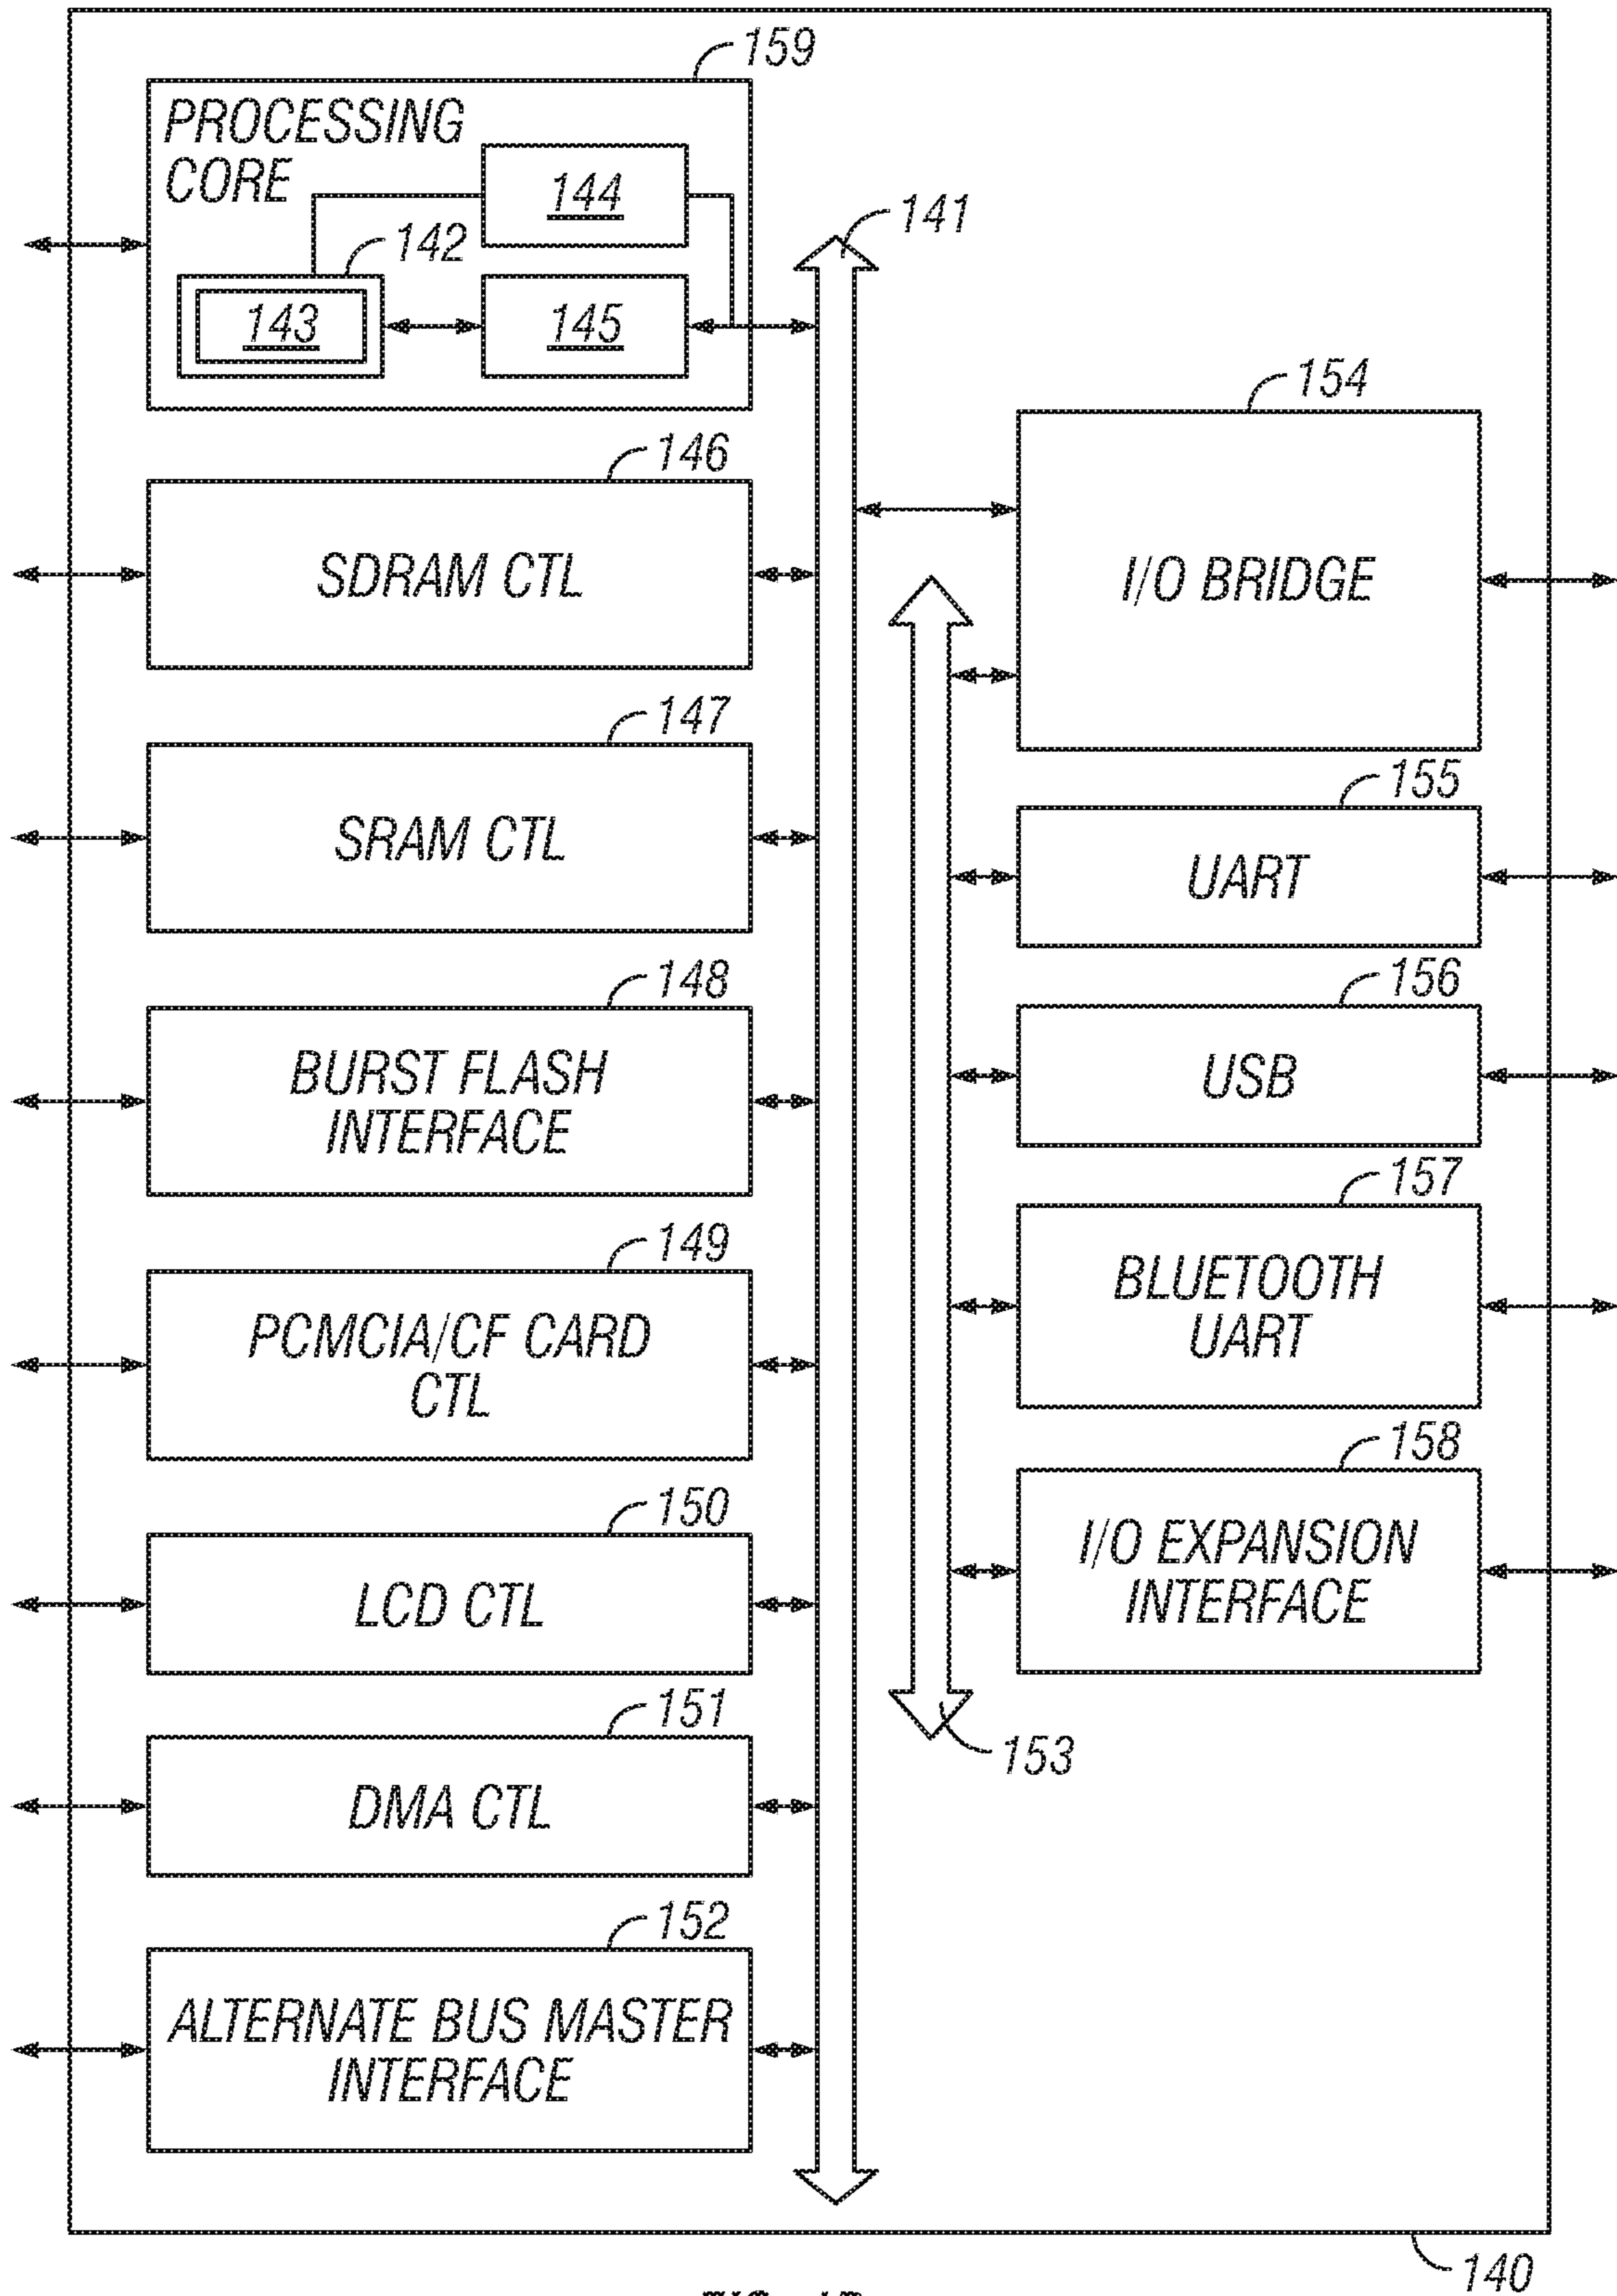 159
PROCESSING
CORE
144
142
143
145
141
154
I/O BRIDGE
146
SDRAM CTL
147
SRAM CTL
155
UART
148
BURST FLASH
INTERFACE
156
USB
157
BLUETOOTH
UART
149
PCMCIA/CF CARD
CTL
158
I/O EXPANSION
INTERFACE
150
LCD CTL
151
DMA CTL
153
152
ALTERNATE BUS MASTER
INTERFACE
140